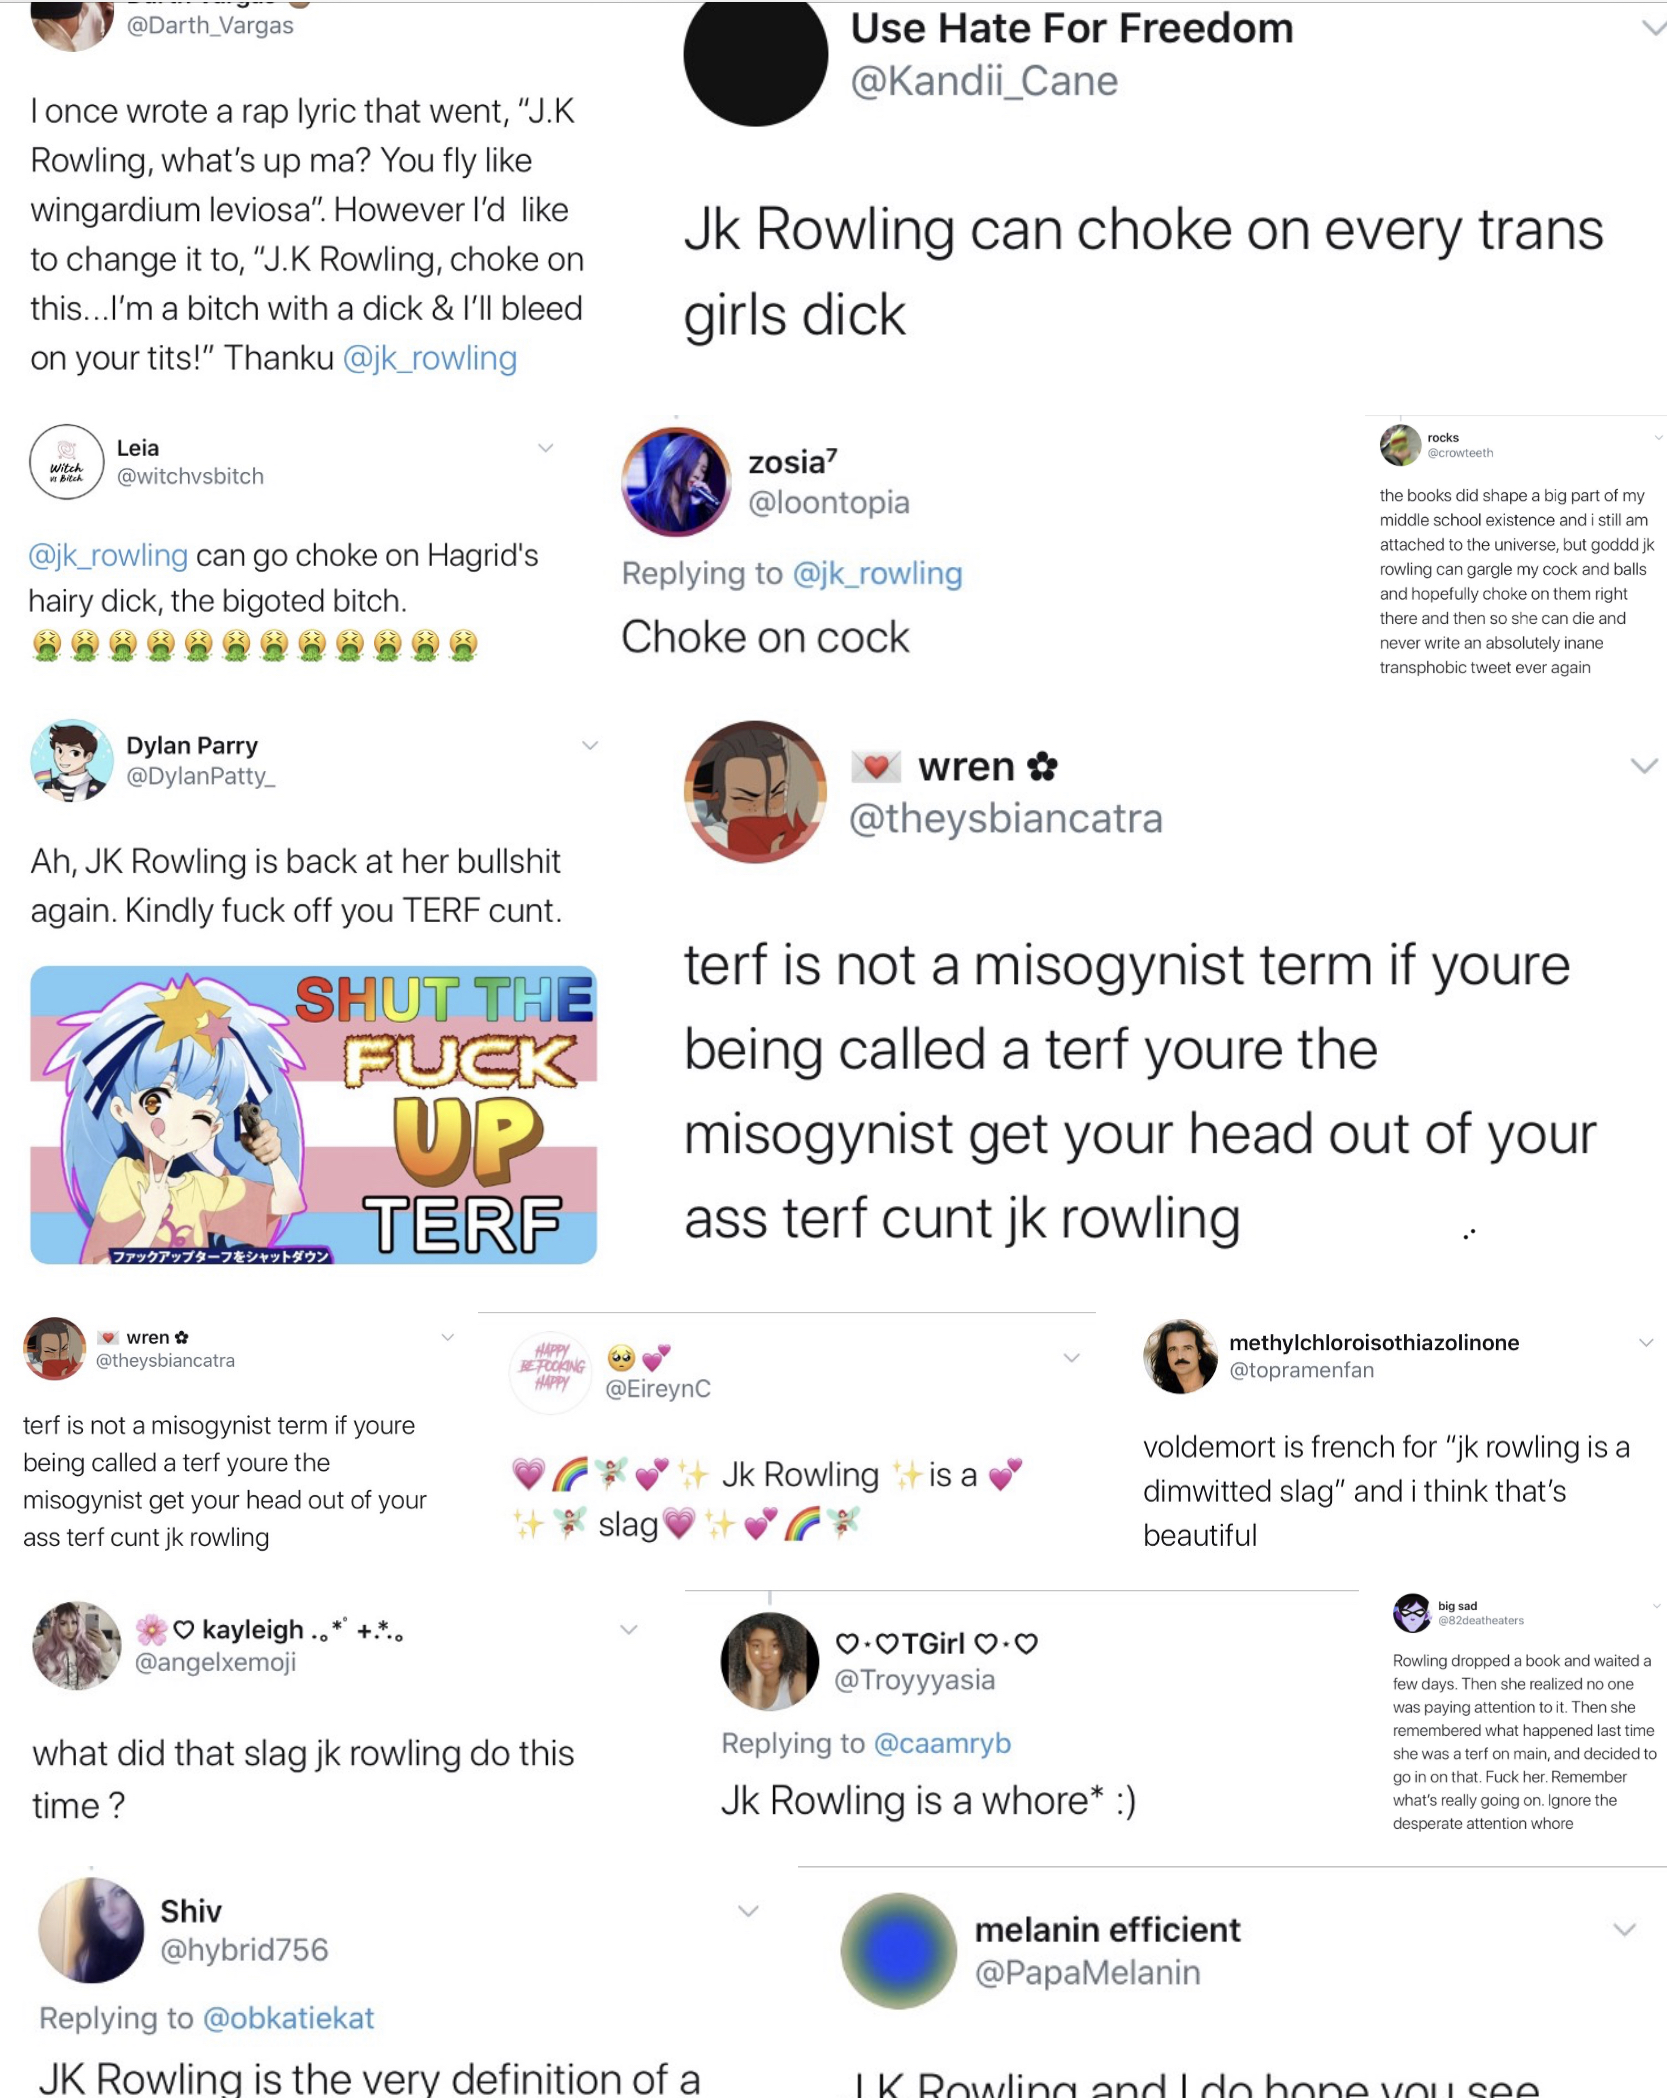 @Darth_Vargas
I once wrote a rap lyric that went, “J.K
Rowling, what’s up ma? You fly like
wingardium leviosa”. However I’d like
to change it to, “J.K Rowling, choke on
this...I’m a bitch with a dick & I’ll bleed
on your tits!” Thanku @jk_rowling
Use Hate For Freedom
@Kandii_Cane
Jk Rowling can choke on every trans
girls dick
Witch
vs Bitch
Leia
@witchvsbitch
@jk_rowling can go choke on Hagrid's
hairy dick, the bigoted bitch.
🤮🤮🤮🤮🤮🤮🤮🤮🤮🤮🤮🤮
zosia⁷
@loontopia
Replying to @jk_rowling
Choke on cock
rocks
@crowteeth
the books did shape a big part of my
middle school existence and i still am
attached to the universe, but goddd jk
rowling can gargle my cock and balls
and hopefully choke on them right
there and then so she can die and
never write an absolutely inane
transphobic tweet ever again
Dylan Parry
@DylanPatty_
Ah, JK Rowling is back at her bullshit
again. Kindly fuck off you TERF cunt.
SHUT THE
FUCK
UP
TERF
ファックアップターフをシャットダウン
💌 wren ✿
@theysbiancatra
terf is not a misogynist term if youre
being called a terf youre the
misogynist get your head out of your
ass terf cunt jk rowling
💌 wren ✿
@theysbiancatra
terf is not a misogynist term if youre
being called a terf youre the
misogynist get your head out of your
ass terf cunt jk rowling
HAPPY
BE FOOKING
HAPPY
🥺💕
@EireynC
💗🌈🧚💕✨ Jk Rowling ✨is a 💕
✨🧚 slag💗✨💕🌈🧚
methylchloroisothiazolinone
@topramenfan
voldemort is french for “jk rowling is a
dimwitted slag” and i think that’s
beautiful
🌸♡ kayleigh .｡*ﾟ+.*.｡
@angelxemoji
what did that slag jk rowling do this
time ?
♡⋆♡TGirl ♡⋆♡
@Troyyyasia
Replying to @caamryb
Jk Rowling is a whore* :)
big sad
@82deatheaters
Rowling dropped a book and waited a
few days. Then she realized no one
was paying attention to it. Then she
remembered what happened last time
she was a terf on main, and decided to
go in on that. Fuck her. Remember
what’s really going on. Ignore the
desperate attention whore
Shiv
@hybrid756
Replying to @obkatiekat
JK Rowling is the very definition of a
melanin efficient
@PapaMelanin
J.K Rowling and I do hope you see